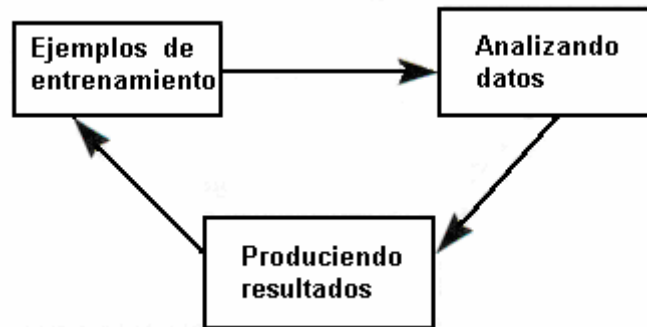 Ejemplos de
entrenamiento
Analizando
datos
Produciendo
resultados